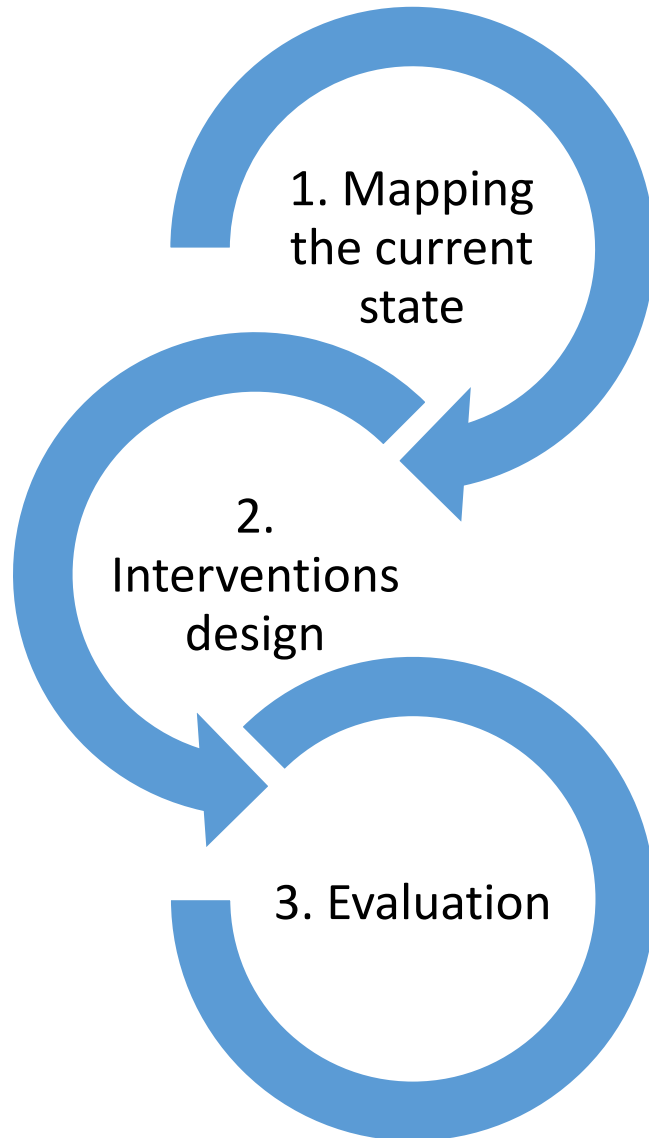 1. Mapping
the current
state
2.
Interventions
design
3. Evaluation